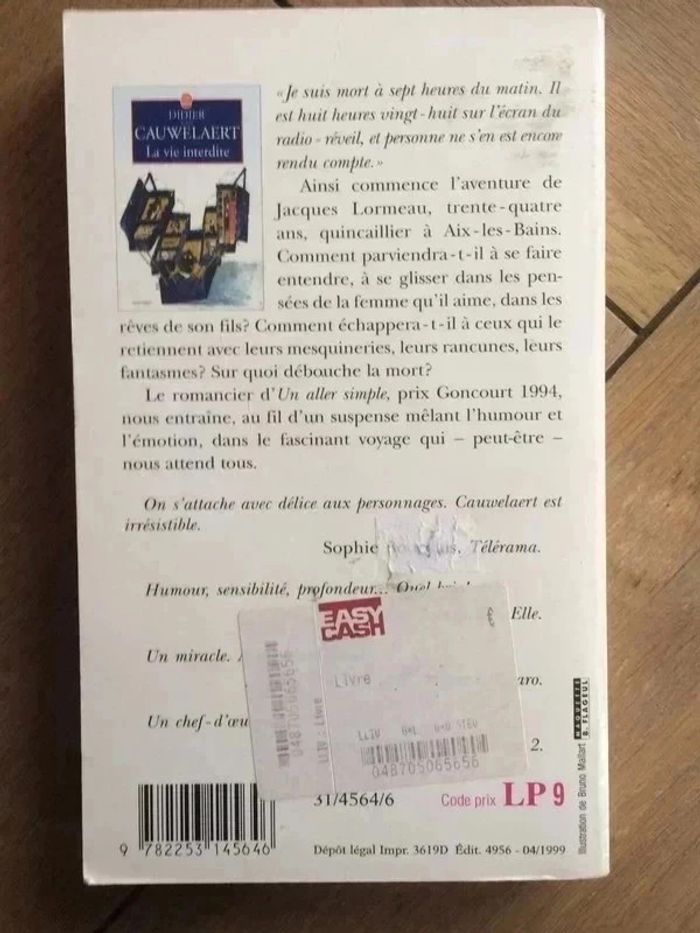 DIDIER
CAUWELAERT
La vie interdite
« Je suis mort à sept heures du matin. Il
est huit heures vingt-huit sur l'écran du
radio-réveil, et personne ne s'en est encore
rendu compte. »
Ainsi commence l'aventure de
Jacques Lormeau, trente-quatre
ans, quincaillier à Aix-les-Bains.
Comment parviendra-t-il à se faire
entendre, à se glisser dans les pen-
sées de la femme qu'il aime, dans les
rêves de son fils? Comment échappera-t-il à ceux qui le
retiennent avec leurs mesquineries, leurs rancunes, leurs
fantasmes? Sur quoi débouche la mort?
Le romancier d'Un aller simple, prix Goncourt 1994,
nous entraîne, au fil d'un suspense mêlant l'humour et
l'émotion, dans le fascinant voyage qui – peut-être –
nous attend tous.
On s'attache avec délice aux personnages. Cauwelaert est
irrésistible.
Sophie Télérama.
Humour, sensibilité, profondeur... Quel
Elle.
Un miracle.
aro.
Un chef-d'œu
2.
EASY
CASH
€
Livre
048705065656
048705065656
31/4564/6
Code prix LP 9
9 782253 145646
Dépôt légal Impr. 3619D Édit. 4956 - 04/1999
Illustration de Bruno Mallart
MAQUETTE
B. FLAGEUL